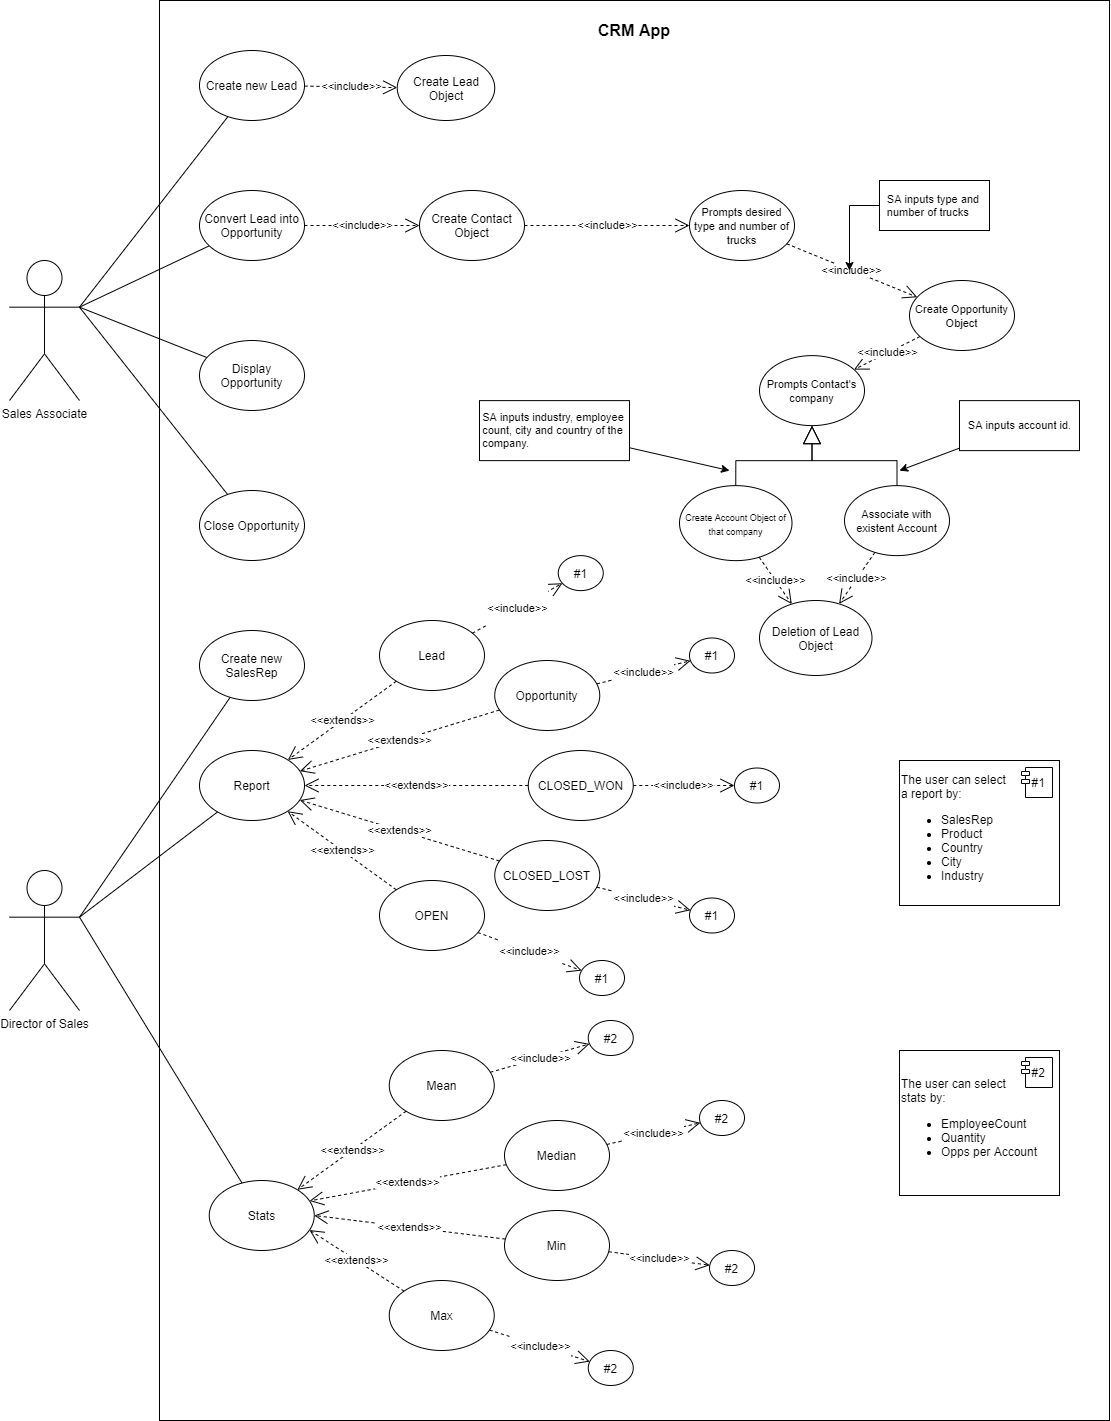 CRM App
Create new Lead
<<include>>
Create Lead
Object
Convert Lead into
Opportunity
<<include>>
Create Contact
Object
<<include>>
Prompts desired
type and number of
trucks
SA inputs type and
number of trucks
<<include>>
Create Opportunity
Object
<<include>>
Prompts Contact's
company
Sales Associate
Display
Opportunity
SA inputs industry, employee
count, city and country of the
company.
SA inputs account id.
Close Opportunity
Create Account Object of
that company
Associate with
existent Account
<<include>>
<<include>>
Deletion of Lead
Object
Create new
SalesRep
Lead
<<include>>
#1
Opportunity
<<include>>
#1
<<extends>>
<<extends>>
Report
<<extends>>
CLOSED_WON
<<include>>
#1
<<extends>>
<<extends>>
CLOSED_LOST
<<include>>
#1
OPEN
<<include>>
#1
The user can select
a report by:
#1
• SalesRep
• Product
• Country
• City
• Industry
Director of Sales
Mean
<<include>>
#2
Median
<<include>>
#2
<<extends>>
<<extends>>
Stats
<<extends>>
Min
<<include>>
#2
<<extends>>
Max
<<include>>
#2
The user can select
stats by:
#2
• EmployeeCount
• Quantity
• Opps per Account